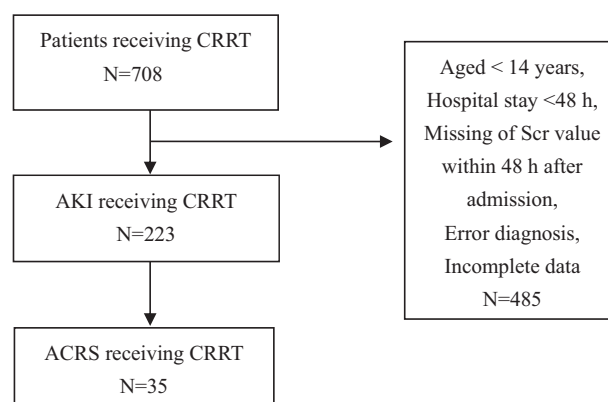 Patients receiving CRRT
N=708
Aged < 14 years,
Hospital stay <48 h,
Missing of Scr value
within 48 h after
admission,
Error diagnosis,
Incomplete data
N=485
AKI receiving CRRT
N=223
ACRS receiving CRRT
N=35